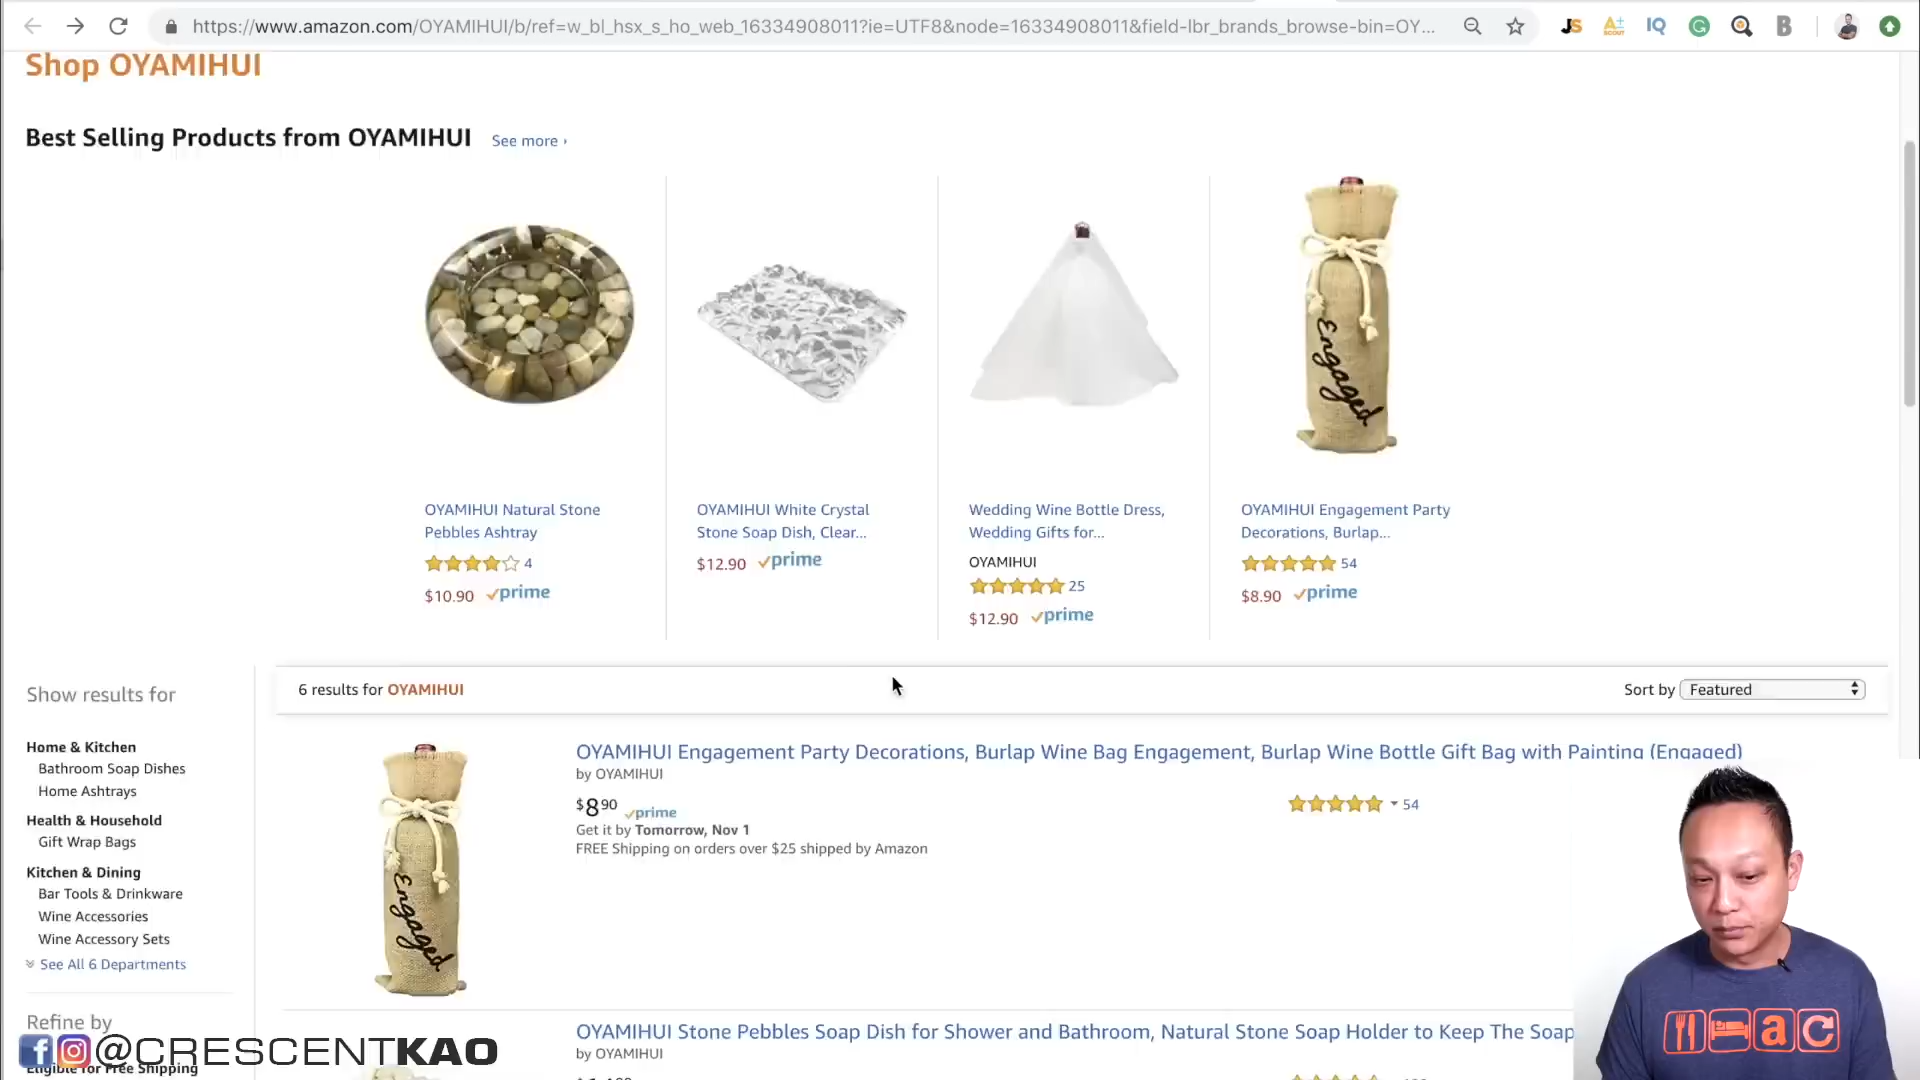 https://www.amazon.com/OYAMIHUI/b/ref=w_bl_hsx_s_ho_web_16334908011?ie=UTF8&node=16334908011&field-lbr_brands_browse-bin=OY...
JS
A+
SCOUT
IQ
G
B
Shop OYAMIHUI
Best Selling Products from OYAMIHUI See more ›
Engaged
OYAMIHUI Natural Stone
Pebbles Ashtray
4
$10.90 prime
OYAMIHUI White Crystal
Stone Soap Dish, Clear...
$12.90 prime
Wedding Wine Bottle Dress,
Wedding Gifts for...
OYAMIHUI
25
$12.90 prime
OYAMIHUI Engagement Party
Decorations, Burlap...
54
$8.90 prime
Show results for
Home & Kitchen
Bathroom Soap Dishes
Home Ashtrays
Health & Household
Gift Wrap Bags
Kitchen & Dining
Bar Tools & Drinkware
Wine Accessories
Wine Accessory Sets
See All 6 Departments
Refine by
Eligible for Free Shipping
6 results for OYAMIHUI
Sort by Featured
Engaged
OYAMIHUI Engagement Party Decorations, Burlap Wine Bag Engagement, Burlap Wine Bottle Gift Bag with Painting (Engaged)
by OYAMIHUI
$8 90 prime
54
Get it by Tomorrow, Nov 1
FREE Shipping on orders over $25 shipped by Amazon
OYAMIHUI Stone Pebbles Soap Dish for Shower and Bathroom, Natural Stone Soap Holder to Keep The Soap
by OYAMIHUI
@CRESCENTKAO
a